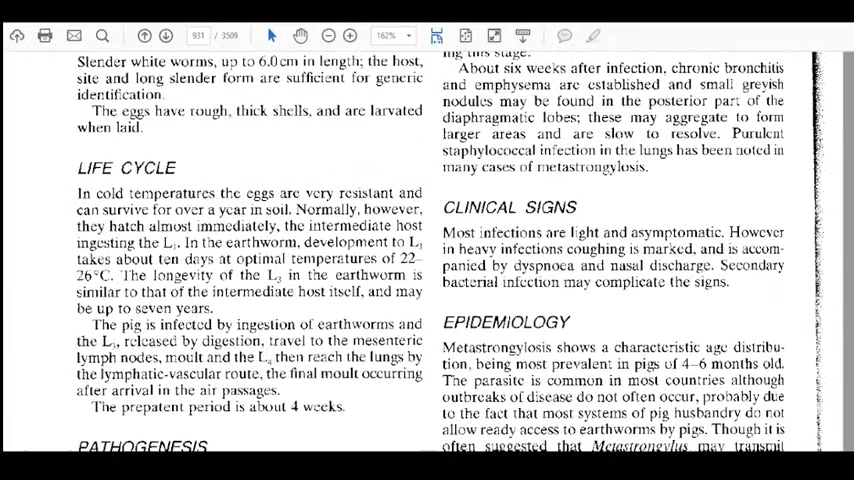 931 / 3509
162%
Slender white worms, up to 6.0cm in length; the host,
site and long slender form are sufficient for generic
identification.
The eggs have rough, thick shells, and are larvated
when laid.
LIFE CYCLE
In cold temperatures the eggs are very resistant and
can survive for over a year in soil. Normally, however,
they hatch almost immediately, the intermediate host
ingesting the L₁. In the earthworm, development to L₃
takes about ten days at optimal temperatures of 22–
26°C. The longevity of the L₃ in the earthworm is
similar to that of the intermediate host itself, and may
be up to seven years.
The pig is infected by ingestion of earthworms and
the L₃, released by digestion, travel to the mesenteric
lymph nodes, moult and the L₄ then reach the lungs by
the lymphatic-vascular route, the final moult occurring
after arrival in the air passages.
The prepatent period is about 4 weeks.
PATHOGENESIS
ing this stage.
About six weeks after infection, chronic bronchitis
and emphysema are established and small greyish
nodules may be found in the posterior part of the
diaphragmatic lobes; these may aggregate to form
larger areas and are slow to resolve. Purulent
staphylococcal infection in the lungs has been noted in
many cases of metastrongylosis.
CLINICAL SIGNS
Most infections are light and asymptomatic. However
in heavy infections coughing is marked, and is accom-
panied by dyspnoea and nasal discharge. Secondary
bacterial infection may complicate the signs.
EPIDEMIOLOGY
Metastrongylosis shows a characteristic age distribu-
tion, being most prevalent in pigs of 4–6 months old.
The parasite is common in most countries although
outbreaks of disease do not often occur, probably due
to the fact that most systems of pig husbandry do not
allow ready access to earthworms by pigs. Though it is
often suggested that Metastrongylus may transmit